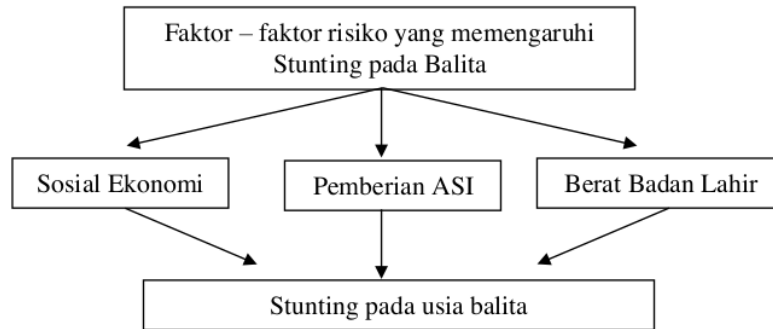 Faktor – faktor risiko yang memengaruhi
Stunting pada Balita
Sosial Ekonomi
Pemberian ASI
Berat Badan Lahir
Stunting pada usia balita